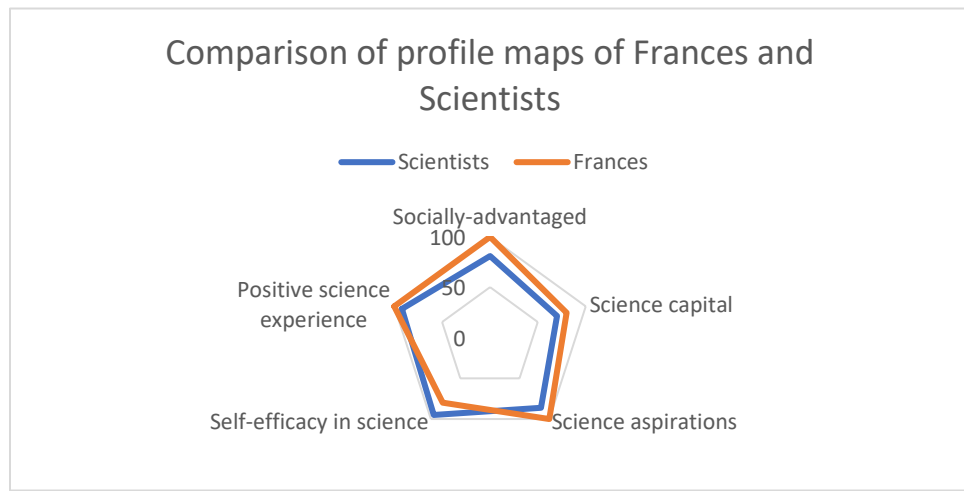 Comparison of profile maps of Frances and
Scientists
Scientists Frances
Socially-advantaged
100
Positive science
experience
50
Science capital
0
Self-efficacy in science
Science aspirations